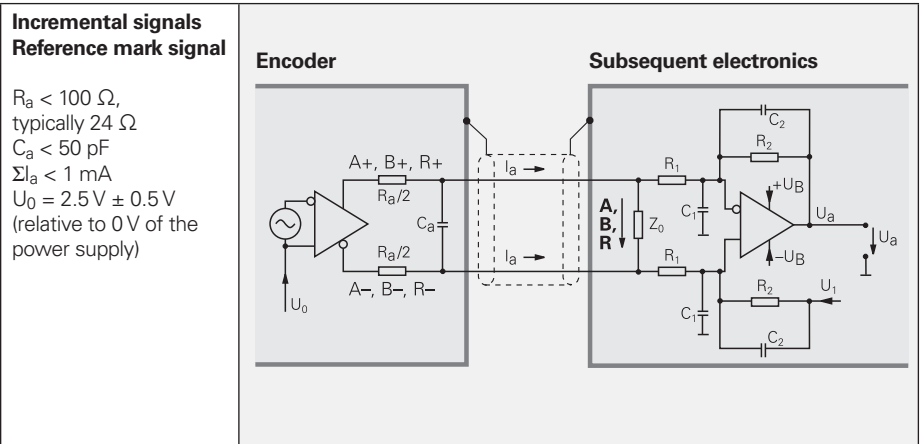 Incremental signals
Reference mark signal
Rₐ < 100 Ω,
typically 24 Ω
Cₐ < 50 pF
ΣIₐ < 1 mA
U₀ = 2.5 V ± 0.5 V
(relative to 0 V of the
power supply)
Encoder
Subsequent electronics
A+, B+, R+
Rₐ/2
Cₐ
Rₐ/2
A–, B–, R–
U₀
Iₐ
Iₐ
A,
B,
R
Z₀
R₁
C₁
R₁
C₁
C₂
R₂
+UB
Uₐ
Uₐ
–UB
R₂
U₁
C₂